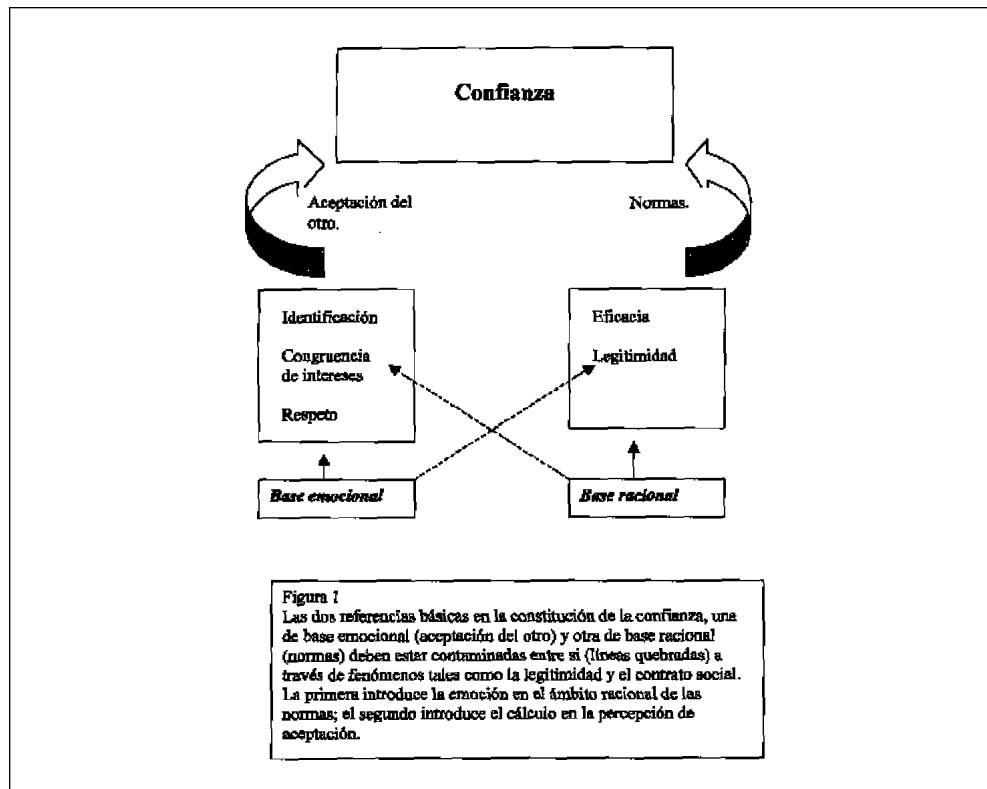 Confianza
Aceptación del
otro.
Normas.
Identificación
Congruencia
de intereses
Respeto
Eficacia
Legitimidad
Base emocional
Base racional
Figura 1
Las dos referencias básicas en la constitución de la confianza, una
de base emocional (aceptación del otro) y otra de base racional
(normas) deben estar contaminadas entre si (líneas quebradas) a
través de fenómenos tales como la legitimidad y el contrato social.
La primera introduce la emoción en el ámbito racional de las
normas; el segundo introduce el cálculo en la percepción de
aceptación.